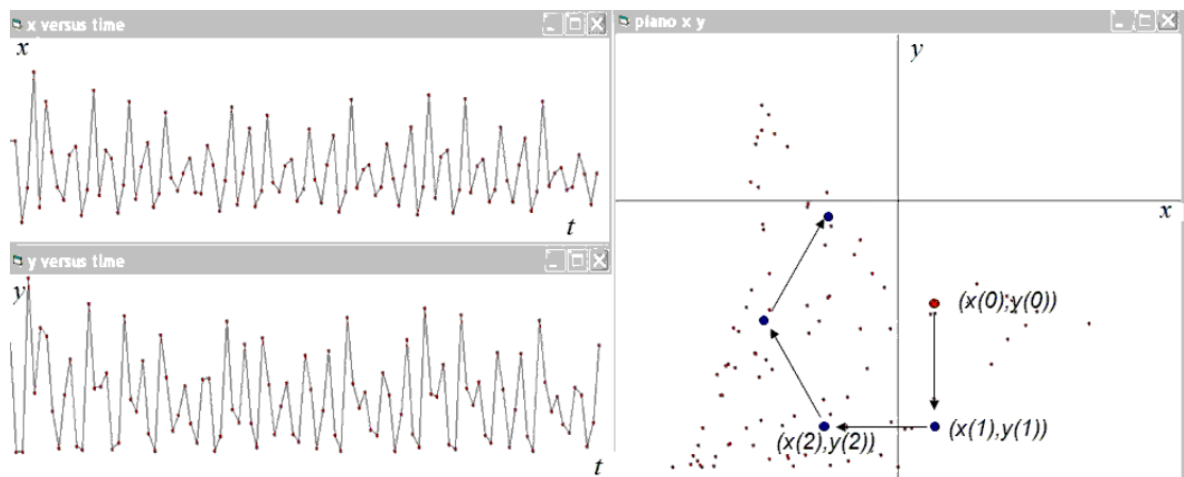 x versus time
x
t
y versus time
y
t
piano x y
y
x
(x(0),y(0))
(x(1),y(1))
(x(2),y(2))